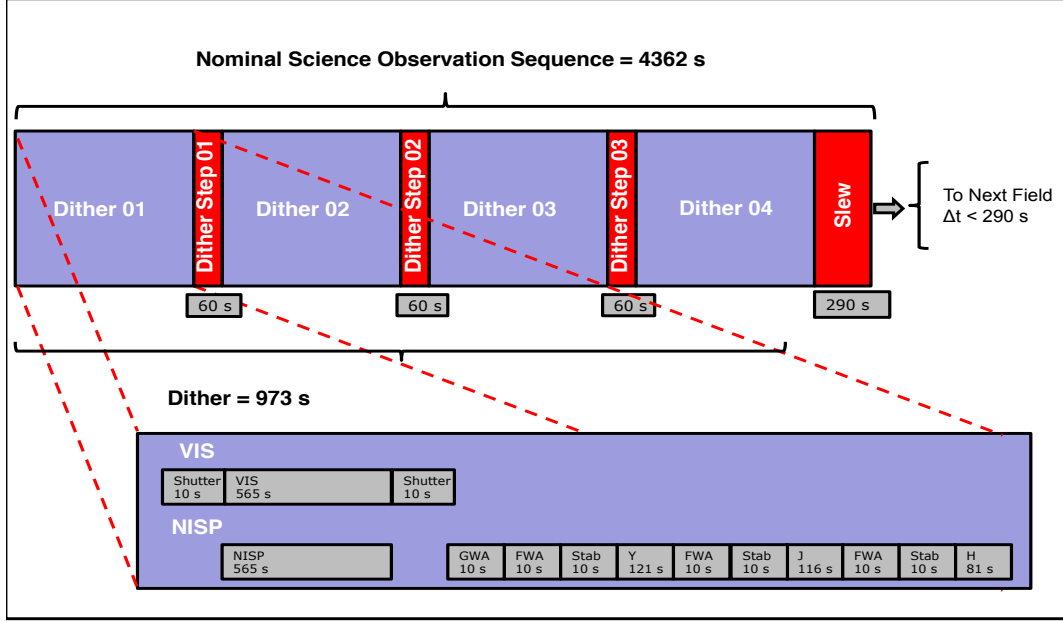 Nominal Science Observation Sequence = 4362 s
Dither 01
Dither Step 01
Dither 02
Dither Step 02
Dither 03
Dither Step 03
Dither 04
Slew
To Next Field
Δt < 290 s
60 s
60 s
60 s
290 s
Dither = 973 s
VIS
Shutter
10 s
VIS
565 s
Shutter
10 s
NISP
NISP
565 s
GWA
10 s
FWA
10 s
Stab
10 s
Y
121 s
FWA
10 s
Stab
10 s
J
116 s
FWA
10 s
Stab
10 s
H
81 s